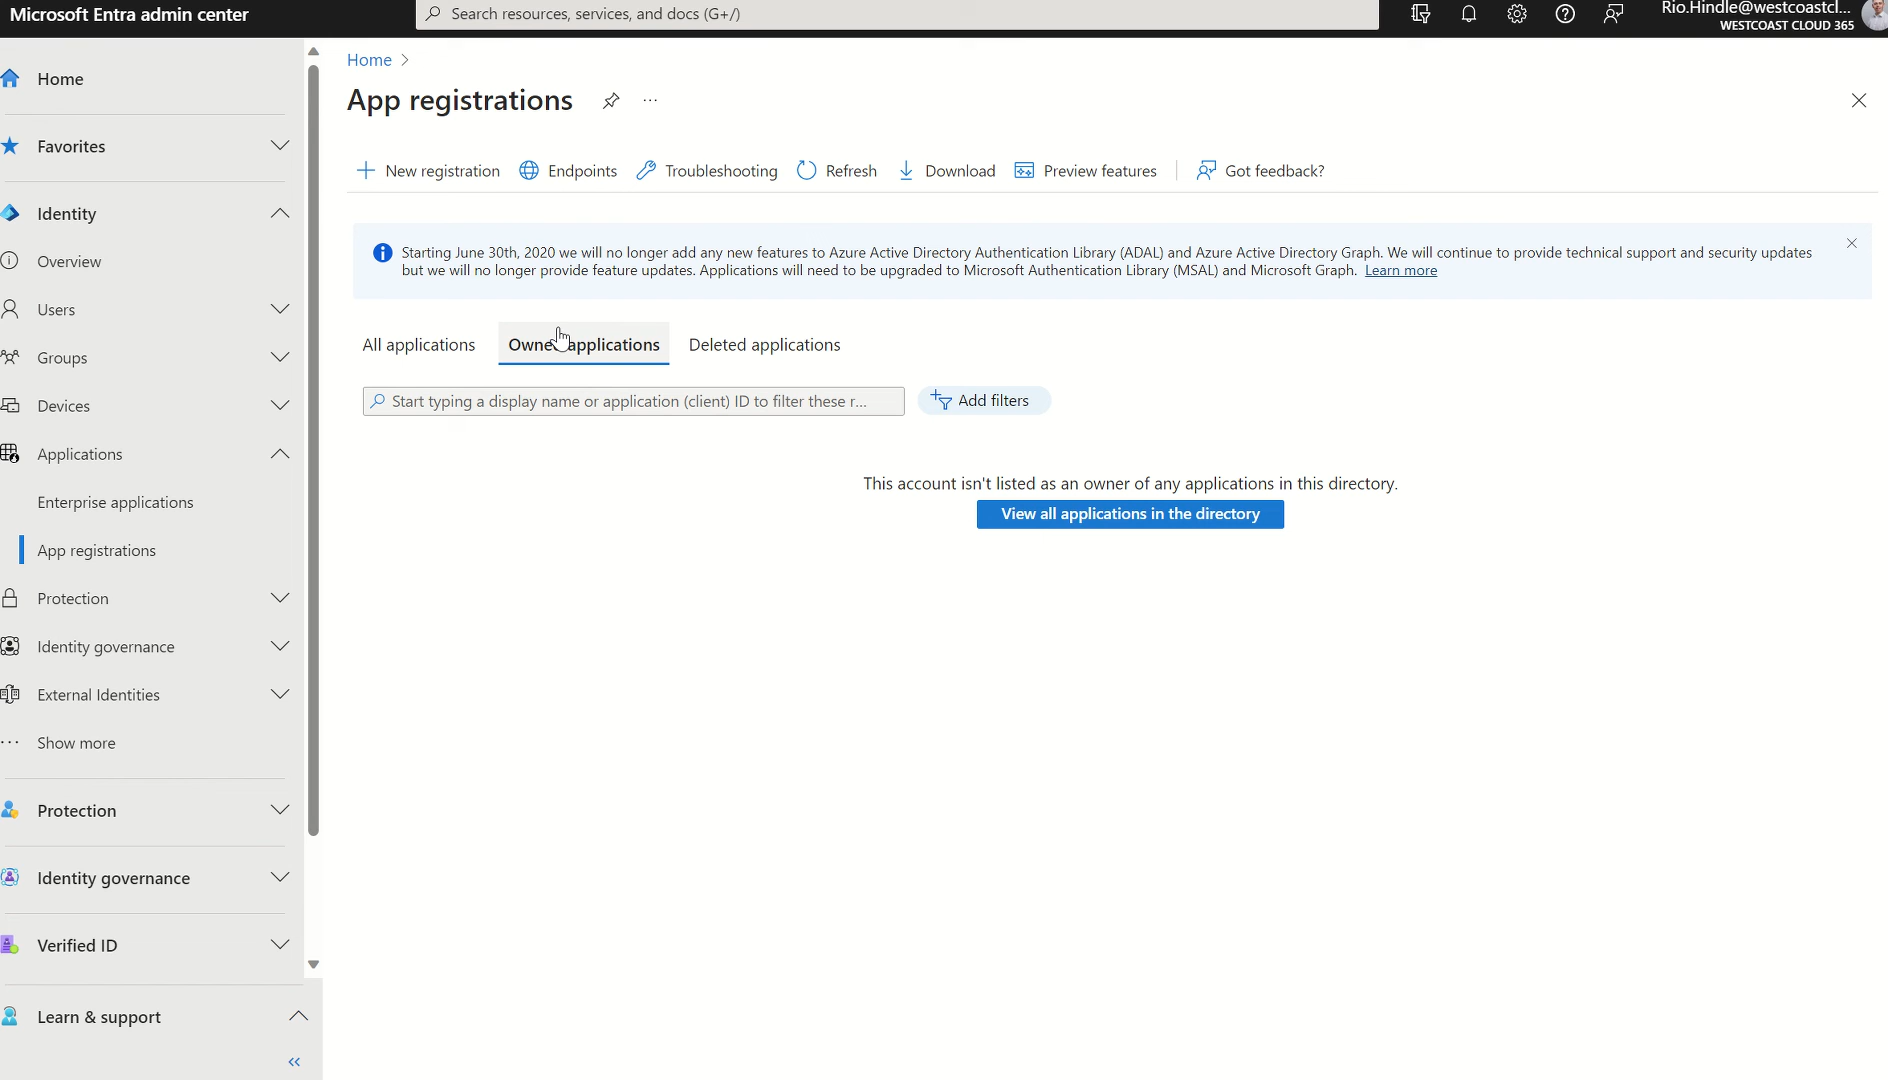 Microsoft Entra admin center
Search resources, services, and docs (G+/)
Rio.Hindle@westcoastcl...
WESTCOAST CLOUD 365
Home
Favorites
Identity
Overview
Users
Groups
Devices
Applications
Enterprise applications
App registrations
Protection
Identity governance
External Identities
Show more
Protection
Identity governance
Verified ID
Learn & support
Home
App registrations
New registration
Endpoints
Troubleshooting
Refresh
Download
Preview features
Got feedback?
Starting June 30th, 2020 we will no longer add any new features to Azure Active Directory Authentication Library (ADAL) and Azure Active Directory Graph. We will continue to provide technical support and security updates
but we will no longer provide feature updates. Applications will need to be upgraded to Microsoft Authentication Library (MSAL) and Microsoft Graph. Learn more
All applications
Owned applications
Deleted applications
Start typing a display name or application (client) ID to filter these r...
Add filters
This account isn't listed as an owner of any applications in this directory.
View all applications in the directory